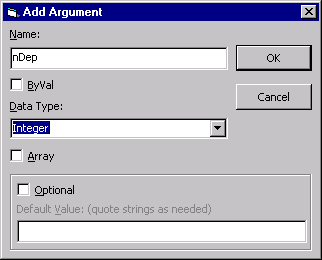 Add Argument
Name:
nDep
OK
ByVal
Cancel
Data Type:
Integer
Array
Optional
Default Value: (quote strings as needed)